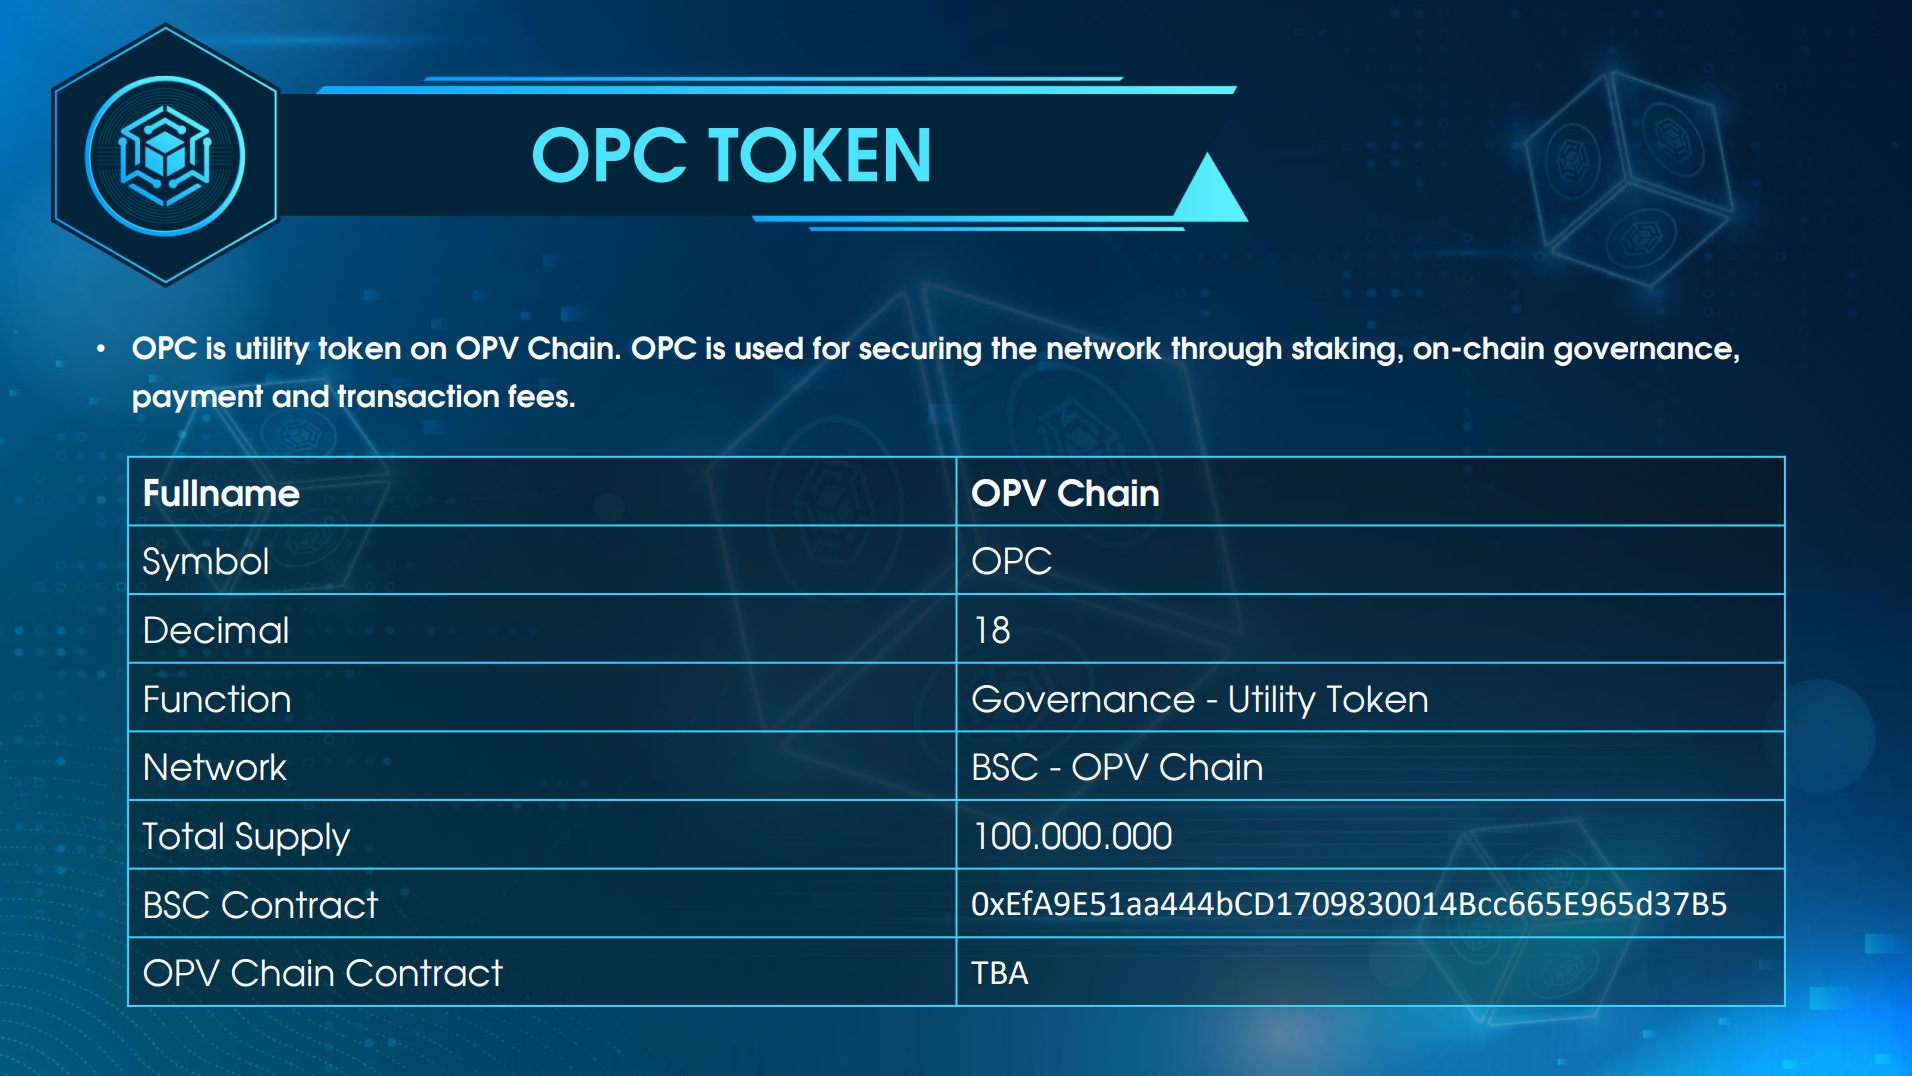 OPC TOKEN
• OPC is utility token on OPV Chain. OPC is used for securing the network through staking, on-chain governance,
payment and transaction fees.
Fullname OPV Chain
Symbol OPC
Decimal 18
Function Governance - Utility Token
Network BSC - OPV Chain
Total Supply 100.000.000
BSC Contract 0xEfA9E51aa444bCD1709830014Bcc665E965d37B5
OPV Chain Contract TBA